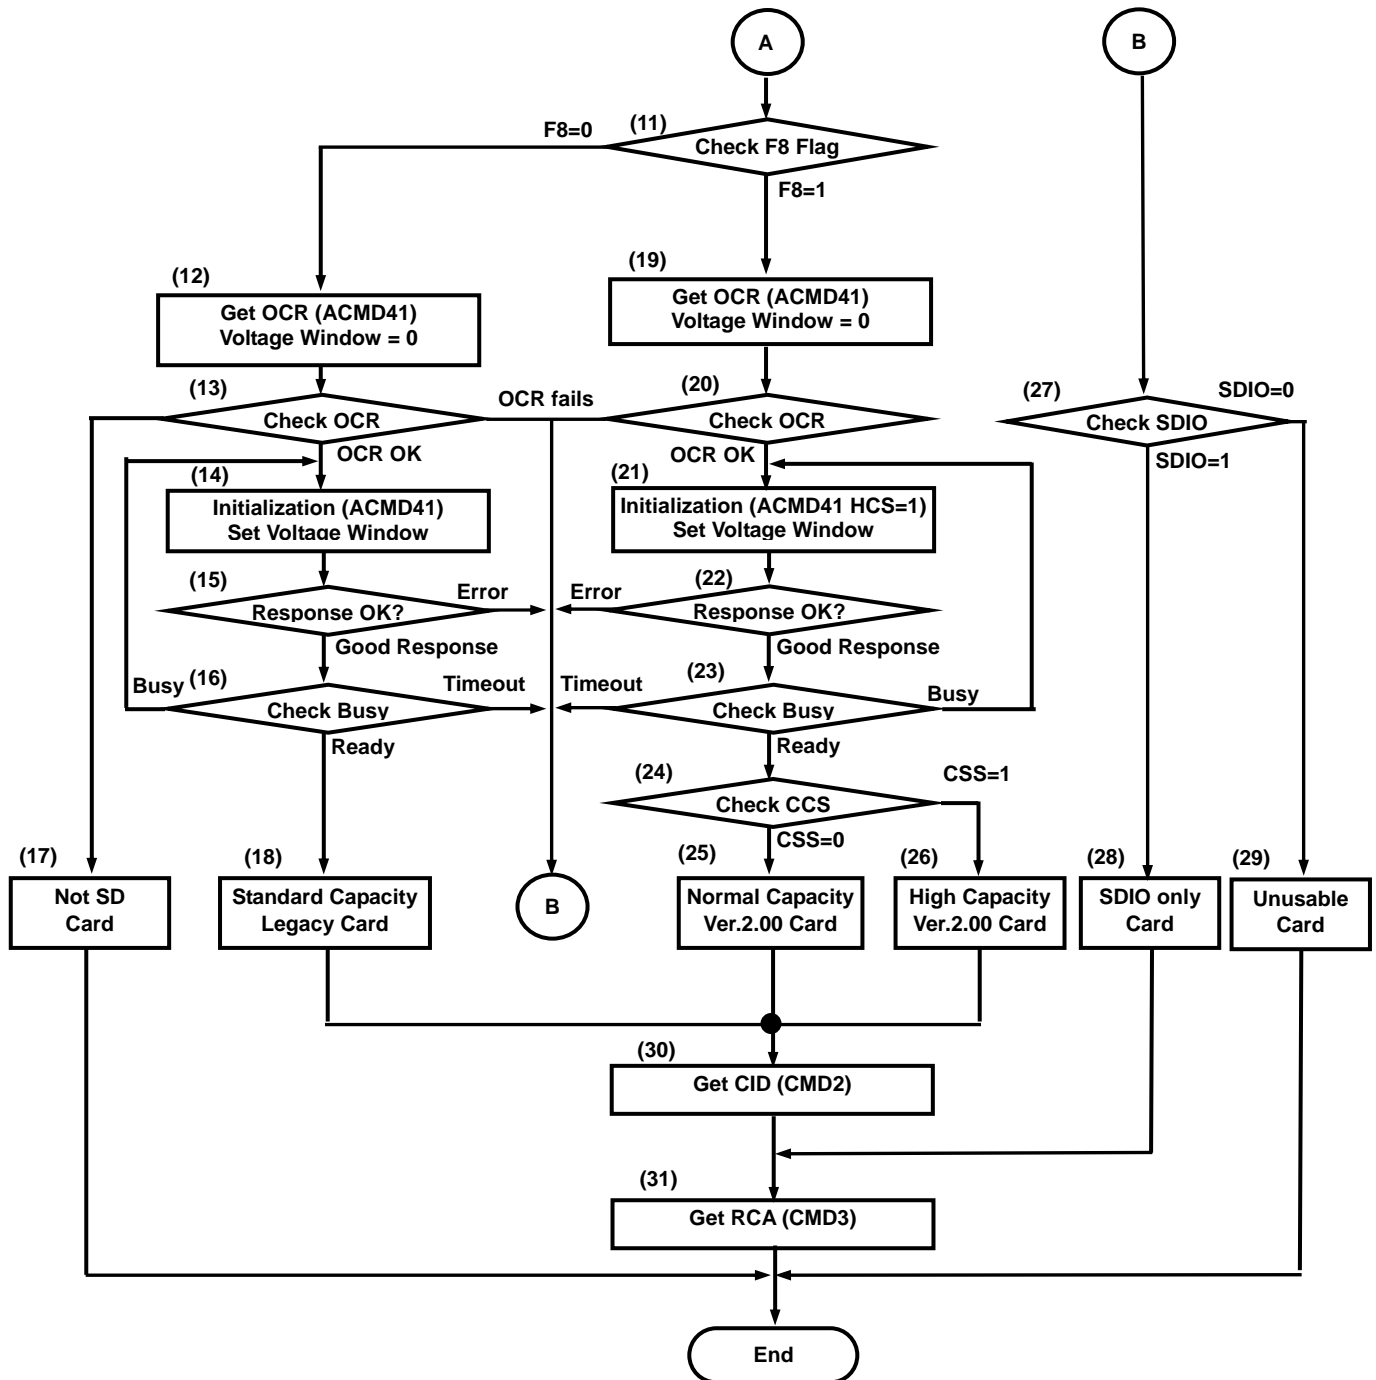 A
B
F8=0
(11)
Check F8 Flag
F8=1
(12)
(19)
Get OCR (ACMD41)
Voltage Window = 0
Get OCR (ACMD41)
Voltage Window = 0
(13)
OCR fails
(20)
(27)
SDIO=0
Check OCR
Check OCR
Check SDIO
OCR OK
OCR OK
SDIO=1
(14)
(21)
Initialization (ACMD41)
Set Voltage Window
Initialization (ACMD41 HCS=1)
Set Voltage Window
(15)
Error
Error
(22)
Response OK?
Response OK?
Good Response
Good Response
Busy
(16)
Timeout
Timeout
(23)
Busy
Check Busy
Check Busy
Ready
Ready
(24)
CSS=1
Check CCS
CSS=0
(17)
(18)
(25)
(26)
(28)
(29)
Not SD
Card
Standard Capacity
Legacy Card
B
Normal Capacity
Ver.2.00 Card
High Capacity
Ver.2.00 Card
SDIO only
Card
Unusable
Card
(30)
Get CID (CMD2)
(31)
Get RCA (CMD3)
End